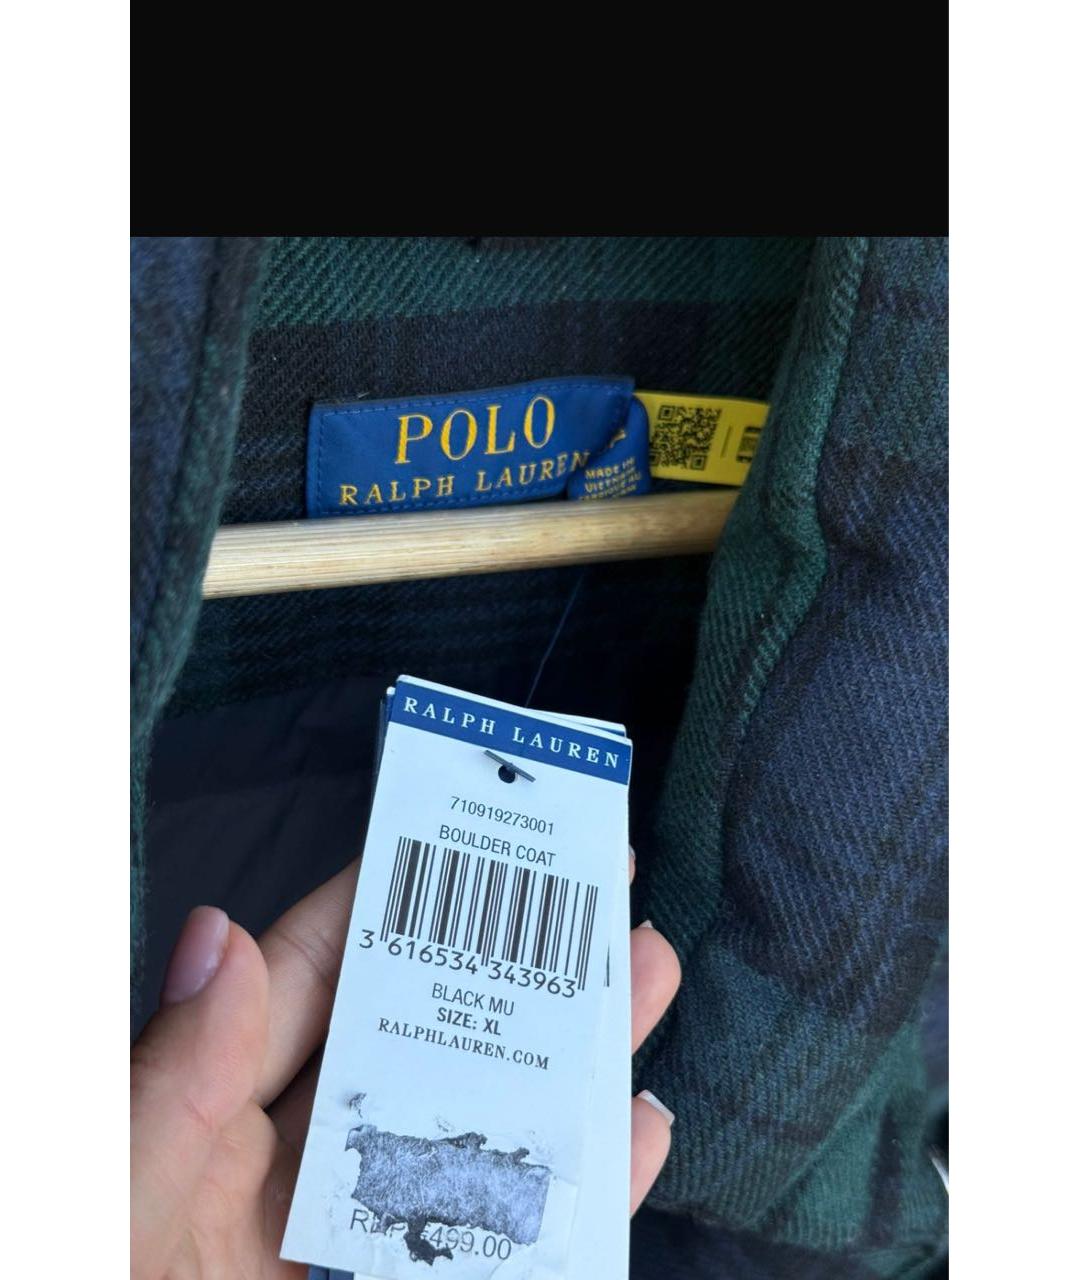 POLO
RALPH LAUREN
MADE IN
RALPH LAUREN
710919273001
BOULDER COAT
3 616534 343963
BLACK MU
SIZE: XL
RALPHLAUREN.COM
499.00